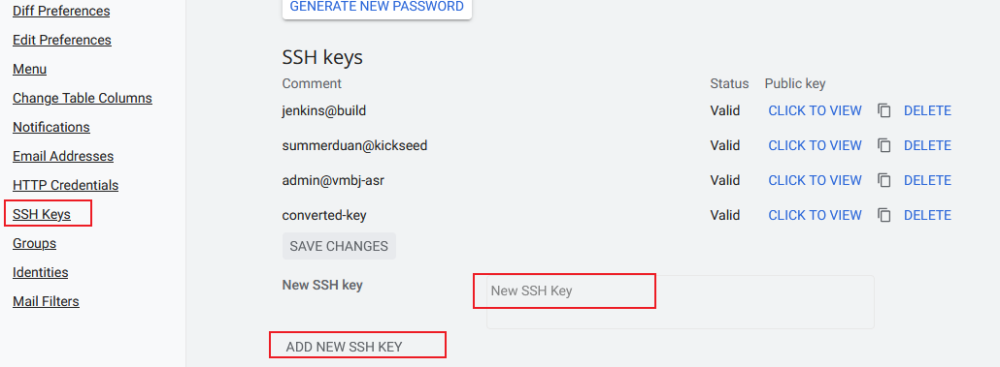 Diff Preferences
Edit Preferences
Menu
Change Table Columns
Notifications
Email Addresses
HTTP Credentials
SSH Keys
Groups
Identities
Mail Filters
GENERATE NEW PASSWORD
SSH keys
Comment Status Public key
jenkins@build Valid CLICK TO VIEW DELETE
summerduan@kickseed Valid CLICK TO VIEW DELETE
admin@vmbj-asr Valid CLICK TO VIEW DELETE
converted-key Valid CLICK TO VIEW DELETE
SAVE CHANGES
New SSH key New SSH Key
ADD NEW SSH KEY